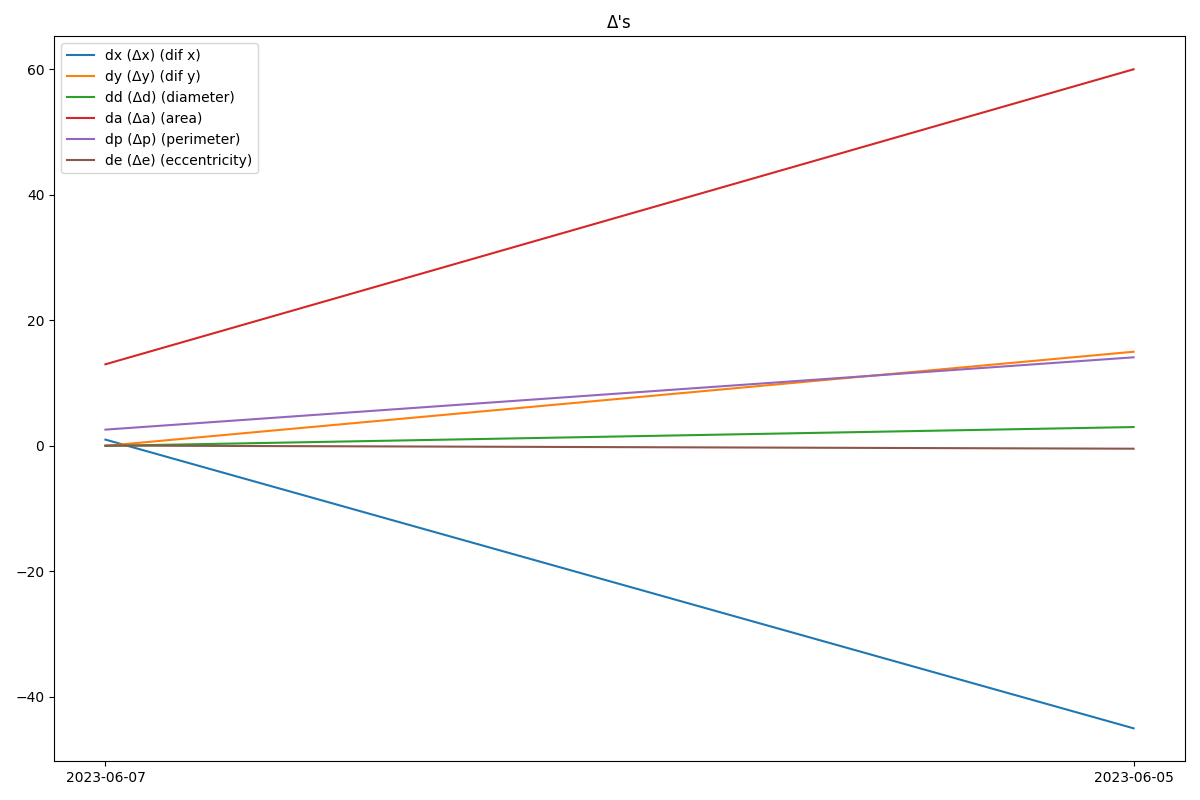 Δ's
dx (Δx) (dif x)
dy (Δy) (dif y)
dd (Δd) (diameter)
da (Δa) (area)
dp (Δp) (perimeter)
de (Δe) (eccentricity)
60
40
20
0
−20
−40
2023-06-07
2023-06-05